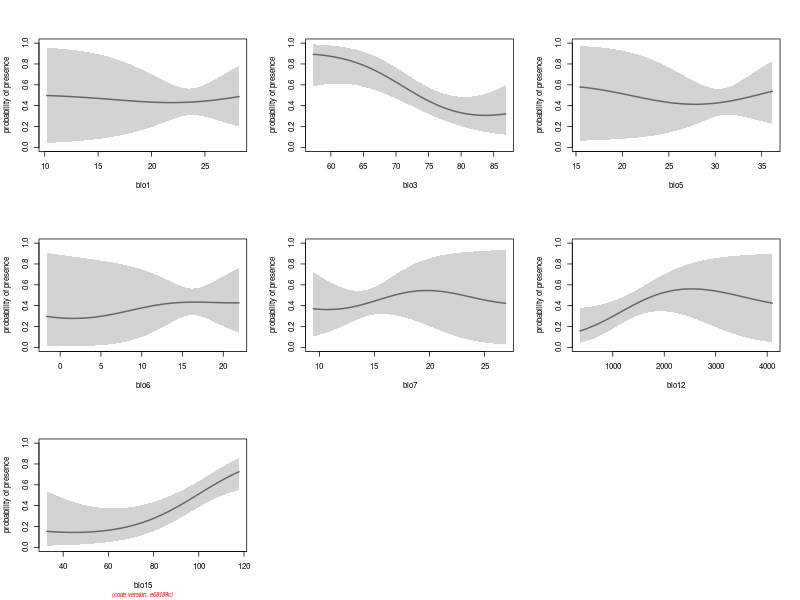 probability of presence
0.0 0.2 0.4 0.6 0.8 1.0
10 15 20 25
bio1
probability of presence
0.0 0.2 0.4 0.6 0.8 1.0
60 65 70 75 80 85
bio3
probability of presence
0.0 0.2 0.4 0.6 0.8 1.0
15 20 25 30 35
bio5
probability of presence
0.0 0.2 0.4 0.6 0.8 1.0
0 5 10 15 20
bio6
probability of presence
0.0 0.2 0.4 0.6 0.8 1.0
10 15 20 25
bio7
probability of presence
0.0 0.2 0.4 0.6 0.8 1.0
1000 2000 3000 4000
bio12
probability of presence
0.0 0.2 0.4 0.6 0.8 1.0
40 60 80 100 120
bio15
(code version: